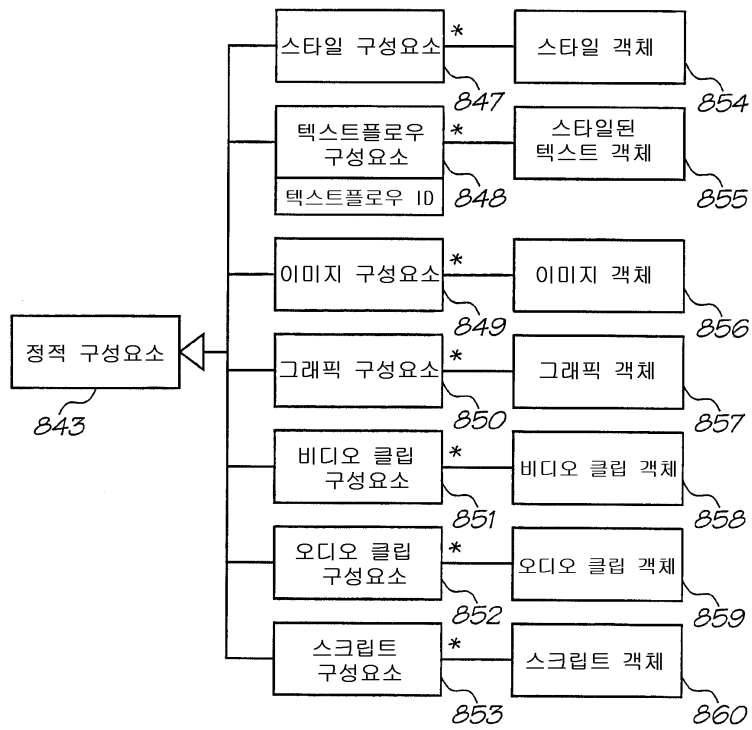 스타일 구성요소
*
스타일 객체
847
854
텍스트플로우
구성요소
*
스타일된
텍스트 객체
텍스트플로우 ID
848
855
이미지 구성요소
*
이미지 객체
849
856
정적 구성요소
843
그래픽 구성요소
*
그래픽 객체
850
857
비디오 클립
구성요소
*
비디오 클립 객체
851
858
오디오 클립
구성요소
*
오디오 클립 객체
852
859
스크립트
구성요소
*
스크립트 객체
853
860